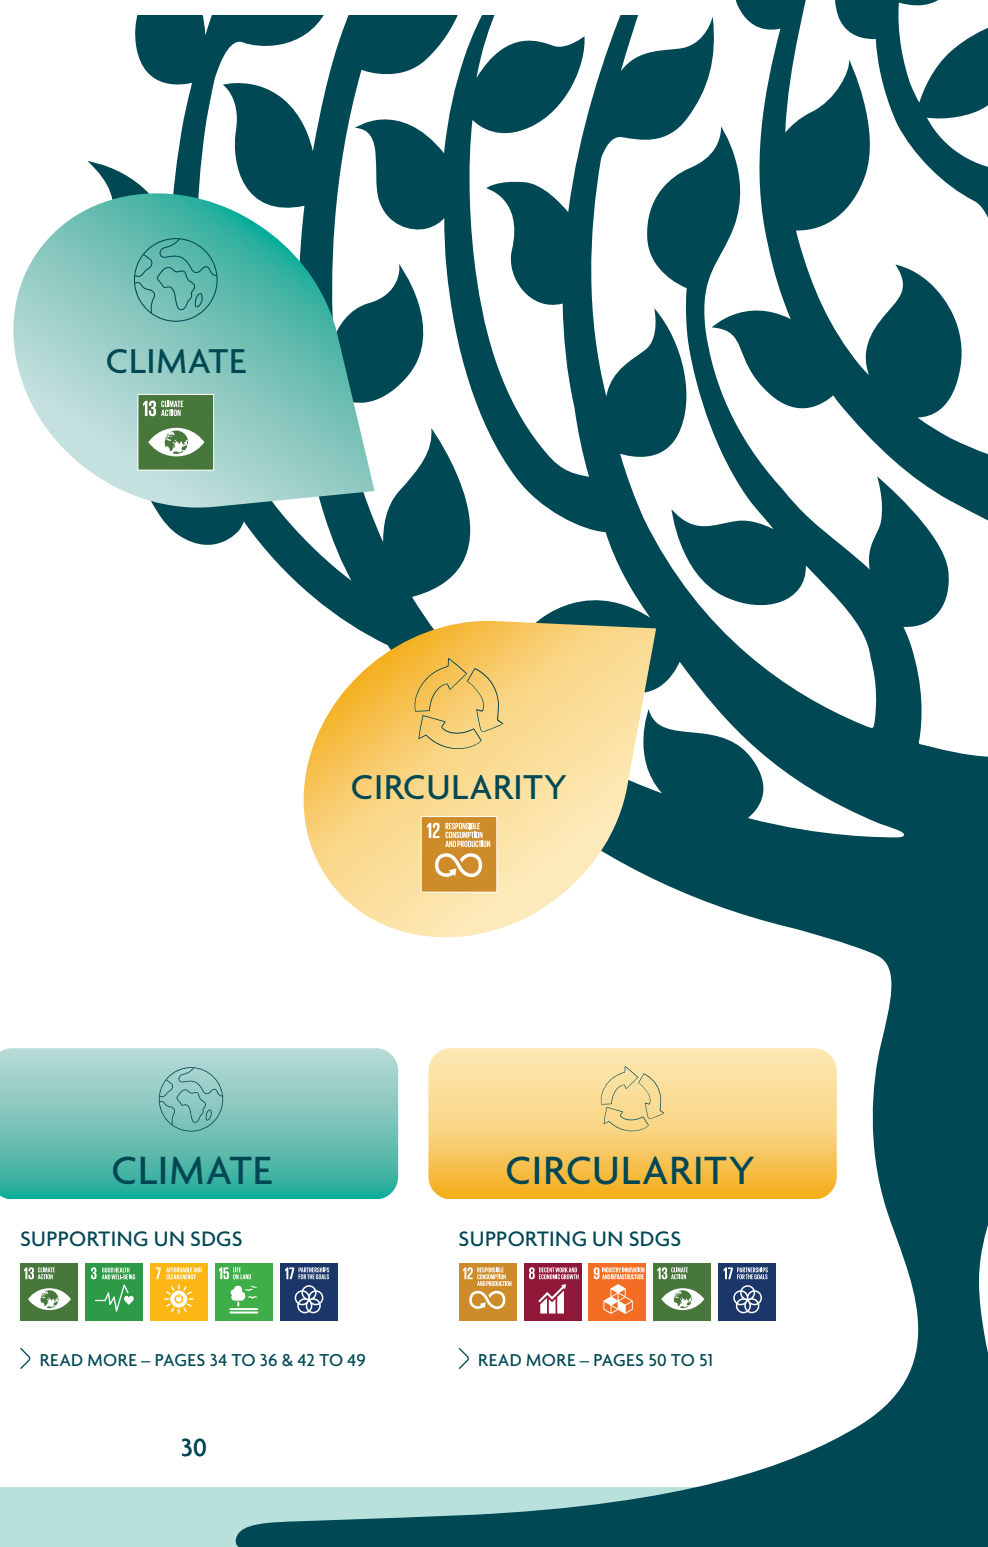 CLIMATE
13 CLIMATE
ACTION
CIRCULARITY
12 RESPONSIBLE
CONSUMPTION
AND PRODUCTION
CLIMATE
SUPPORTING UN SDGS
13 CLIMATE
ACTION
3 GOOD HEALTH
AND WELL-BEING
7 AFFORDABLE AND
CLEAN ENERGY
15 LIFE
ON LAND
17 PARTNERSHIPS
FOR THE GOALS
READ MORE – PAGES 34 TO 36 & 42 TO 49
CIRCULARITY
SUPPORTING UN SDGS
12 RESPONSIBLE
CONSUMPTION
AND PRODUCTION
8 DECENT WORK AND
ECONOMIC GROWTH
9 INDUSTRY, INNOVATION
AND INFRASTRUCTURE
13 CLIMATE
ACTION
17 PARTNERSHIPS
FOR THE GOALS
READ MORE – PAGES 50 TO 51
30